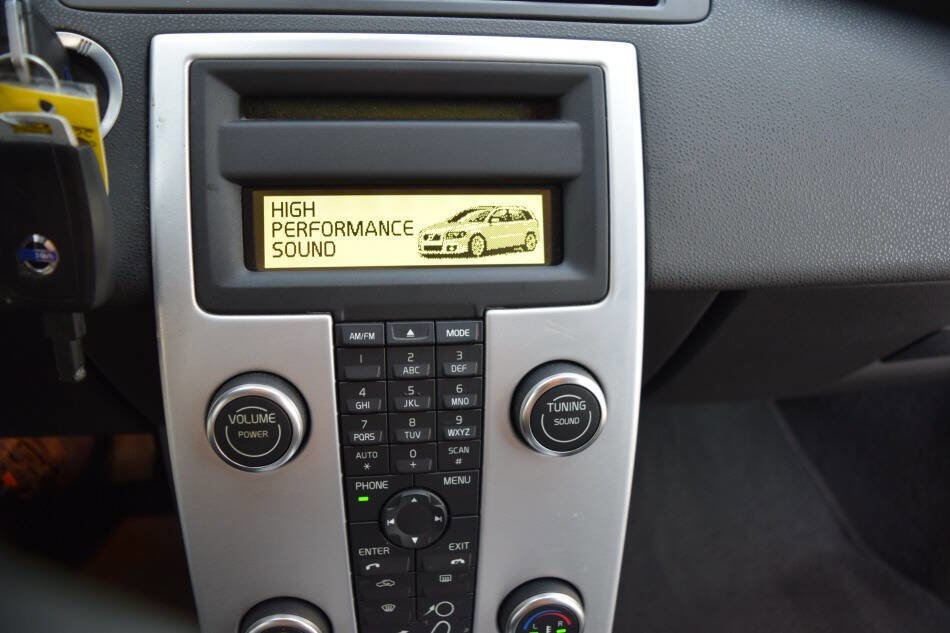 HIGH
PERFORMANCE
SOUND
AM/FM MODE
1 2 ABC 3 DEF
4 GHI 5 JKL 6 MNO
7 PQRS 8 TUV 9 WXYZ
AUTO * 0 + SCAN #
VOLUME
POWER
TUNING
SOUND
PHONE MENU
ENTER EXIT
L R